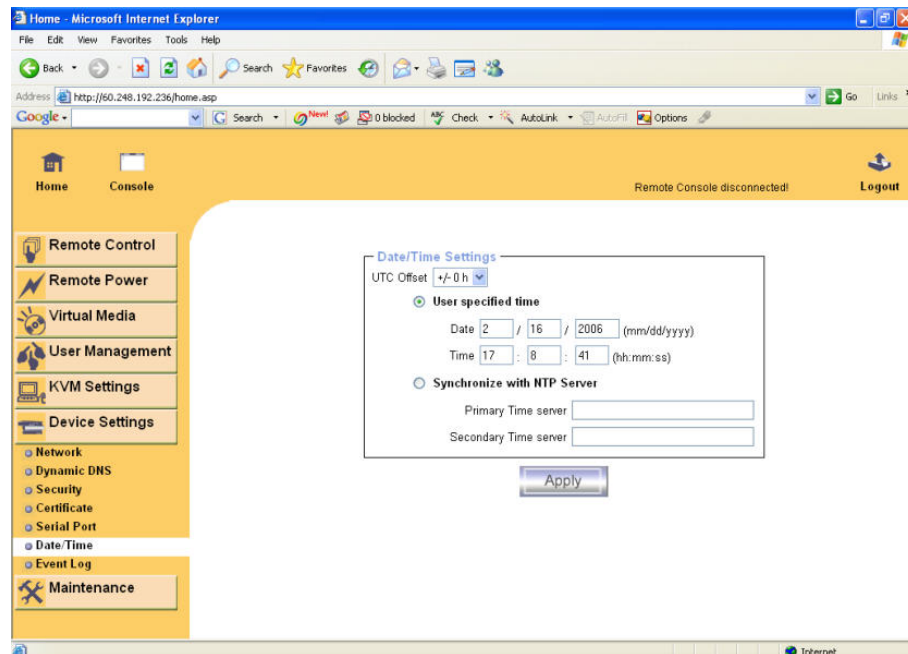 Home - Microsoft Internet Explorer
File Edit View Favorites Tools Help
Back Search Favorites
Address http://60.248.192.236/home.asp Go Links
Google Search New! 0 blocked ABC Check AutoLink AutoFill Options
Home Console Remote Console disconnected! Logout
Remote Control
Remote Power
Virtual Media
User Management
KVM Settings
Device Settings
Network
Dynamic DNS
Security
Certificate
Serial Port
Date/Time
Event Log
Maintenance
Date/Time Settings
UTC Offset +/- 0 h
User specified time
Date 2 / 16 / 2006 (mm/dd/yyyy)
Time 17 : 8 : 41 (hh:mm:ss)
Synchronize with NTP Server
Primary Time server
Secondary Time server
Apply
Internet